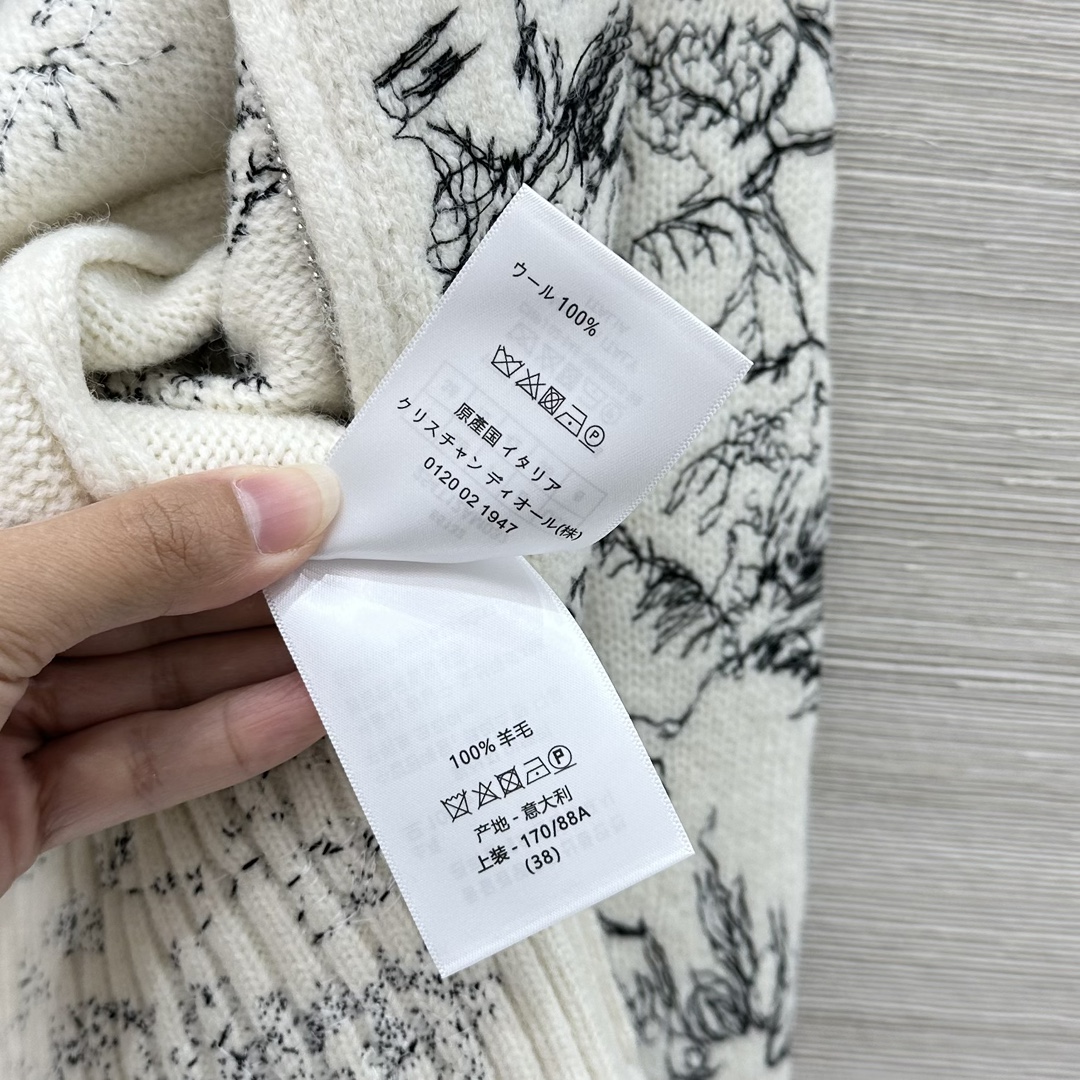 ウール 100%
P
原産国 イタリア
クリスチャン ディオール(株)
0120 02 1947
100% 羊毛
P
产地 - 意大利
上装 - 170/88A
(38)